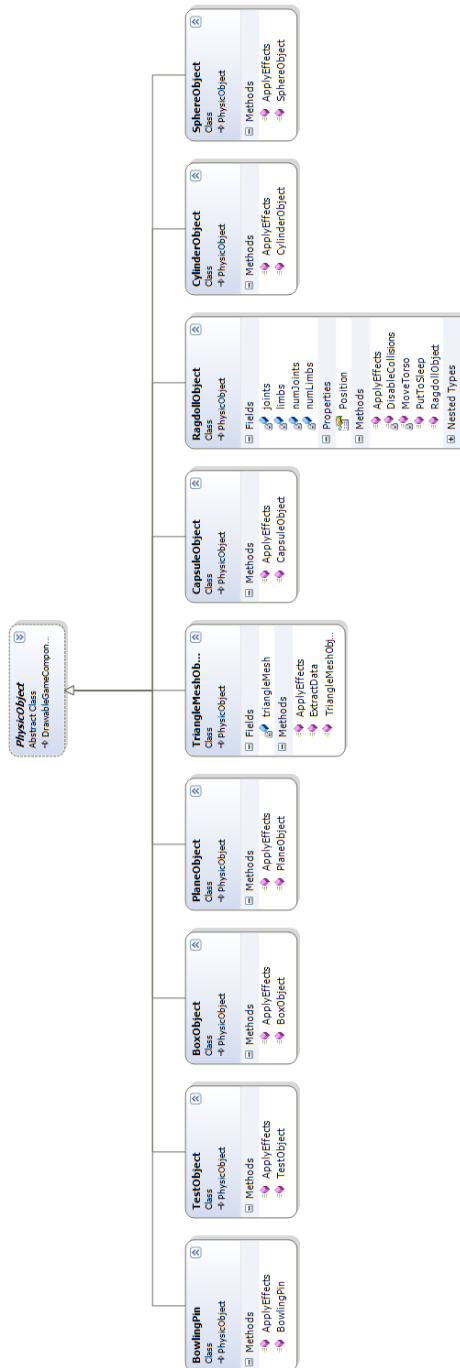 PhysicObject
Abstract Class
DrawableGameCompon...
BowlingPin
Class
PhysicObject
Methods
ApplyEffects
BowlingPin
TestObject
Class
PhysicObject
Methods
ApplyEffects
TestObject
BoxObject
Class
PhysicObject
Methods
ApplyEffects
BoxObject
PlaneObject
Class
PhysicObject
Methods
ApplyEffects
PlaneObject
TriangleMeshOb...
Class
PhysicObject
Fields
triangleMesh
Methods
ApplyEffects
ExtractData
TriangleMeshObj...
CapsuleObject
Class
PhysicObject
Methods
ApplyEffects
CapsuleObject
RagdollObject
Class
PhysicObject
Fields
joints
limbs
numJoints
numLimbs
Properties
Position
Methods
ApplyEffects
DisableCollisions
MoveTorso
PutToSleep
RagdollObject
Nested Types
CylinderObject
Class
PhysicObject
Methods
ApplyEffects
CylinderObject
SphereObject
Class
PhysicObject
Methods
ApplyEffects
SphereObject